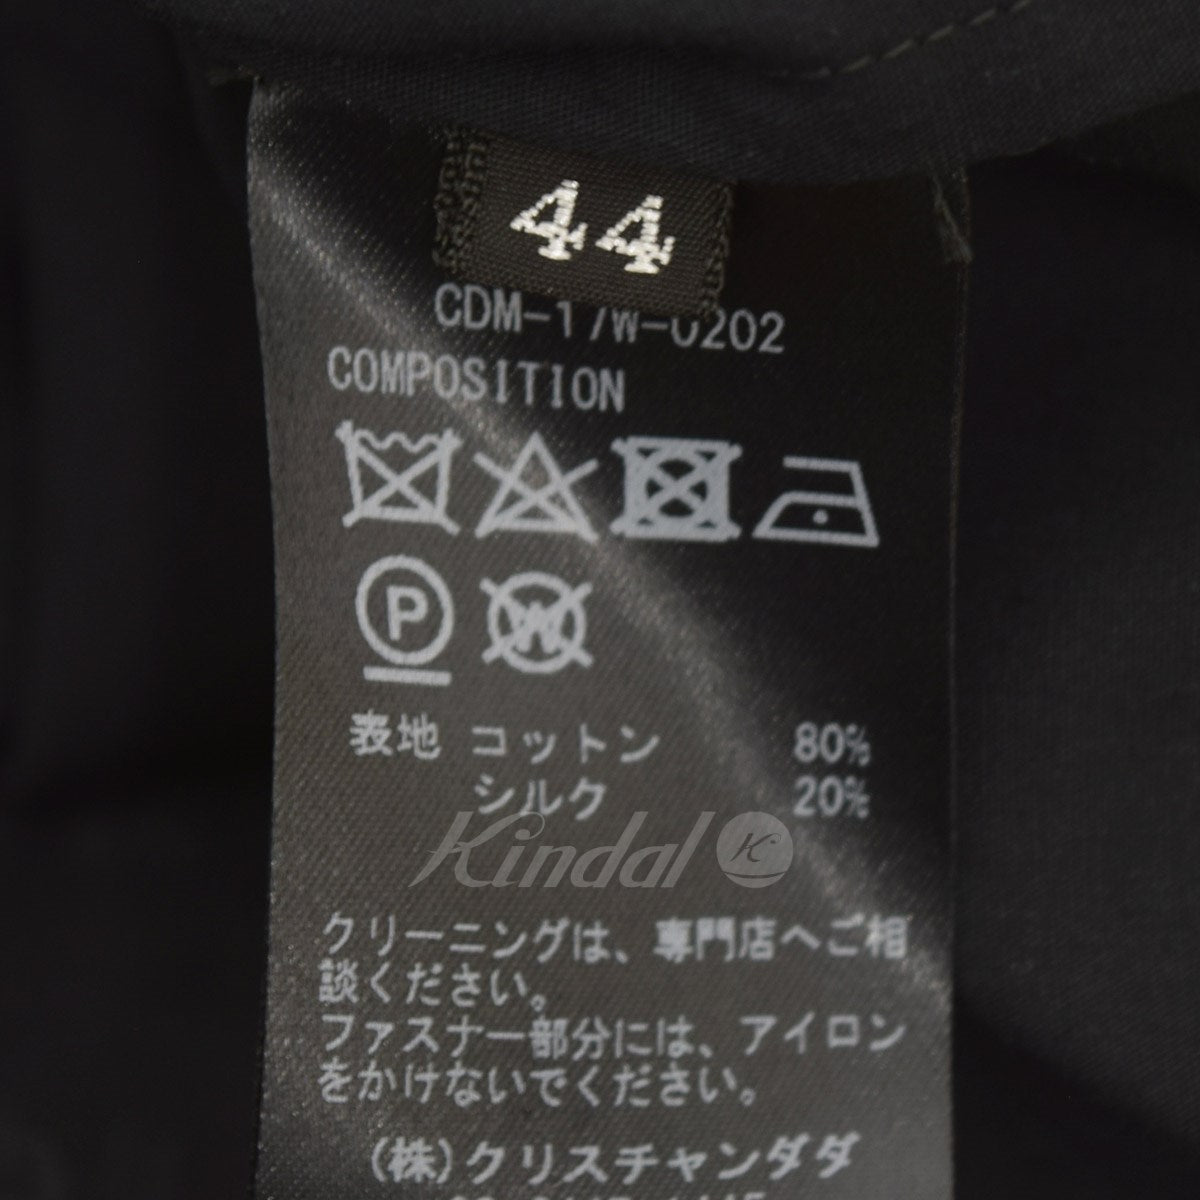 44
CDM-17W-0202
COMPOSITION
P
W
表地 コットン 80%
シルク 20%
Kindal K
クリーニングは、専門店へご相
談ください。
ファスナー部分には、アイロン
をかけないでください。
(株)クリスチャンダダ